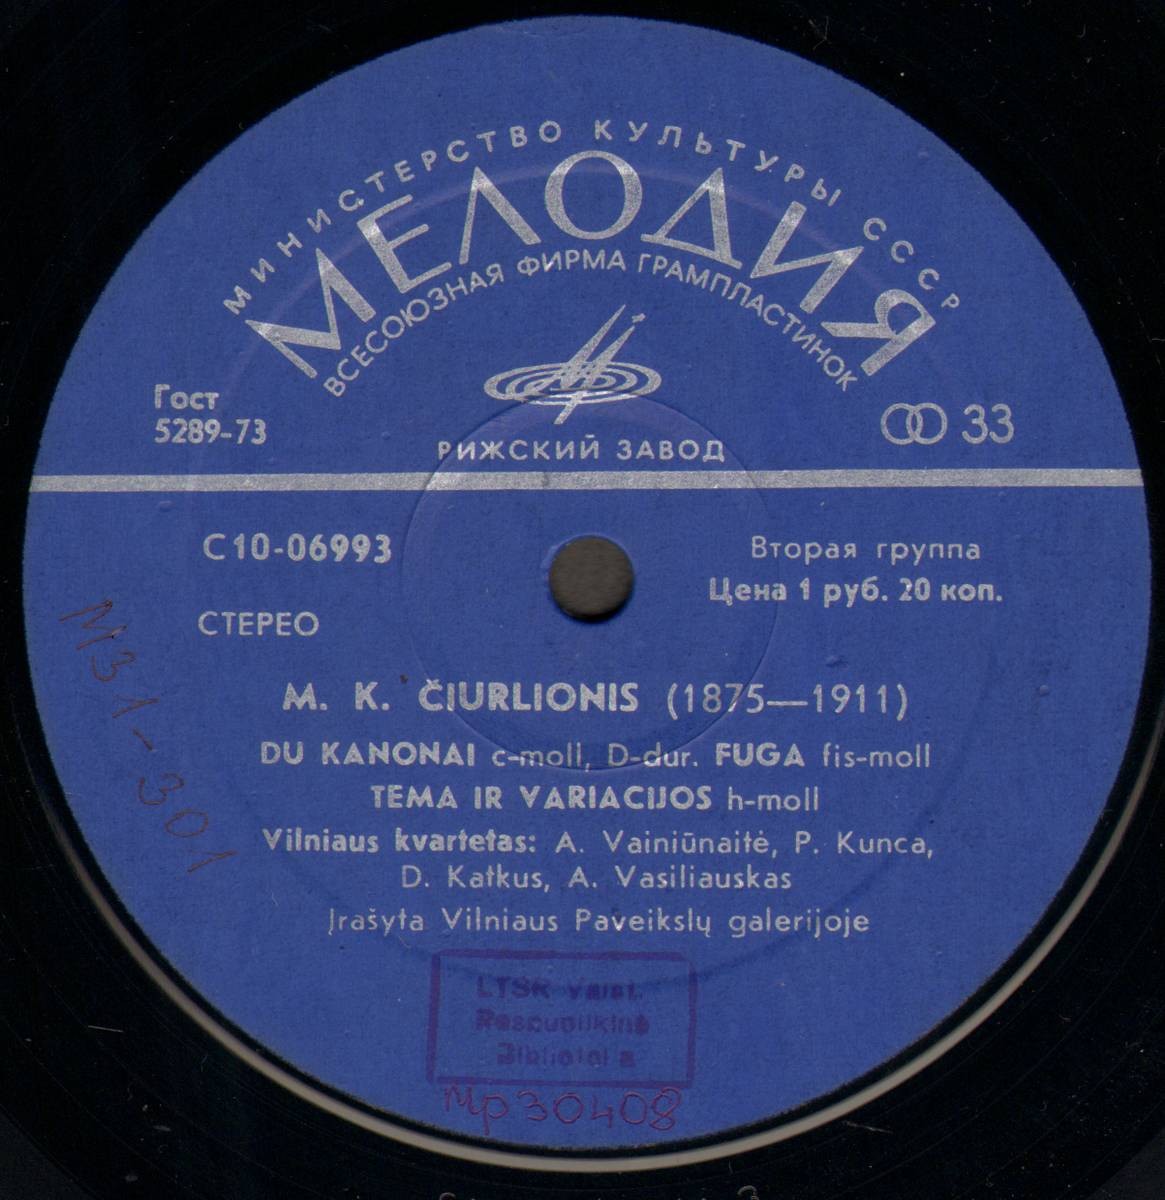 МИНИСТЕРСТВО КУЛЬТУРЫ СССР
МЕЛОДИЯ
ВСЕСОЮЗНАЯ ФИРМА ГРАМПЛАСТИНОК
Гост
5289-73
33
РИЖСКИЙ ЗАВОД
С10-06993
Вторая группа
Цена 1 руб. 20 коп.
СТЕРЕО
M. K. ČIURLIONIS (1875—1911)
DU KANONAI c-moll, D-dur. FUGA fis-moll
TEMA IR VARIACIJOS h-moll
Vilniaus kvartetas: A. Vainiūnaitė, P. Kunca,
D. Katkus, A. Vasiliauskas
Įrašyta Vilniaus Paveikslų galerijoje
LTSR Valst.
Respublikinė
Мр30408